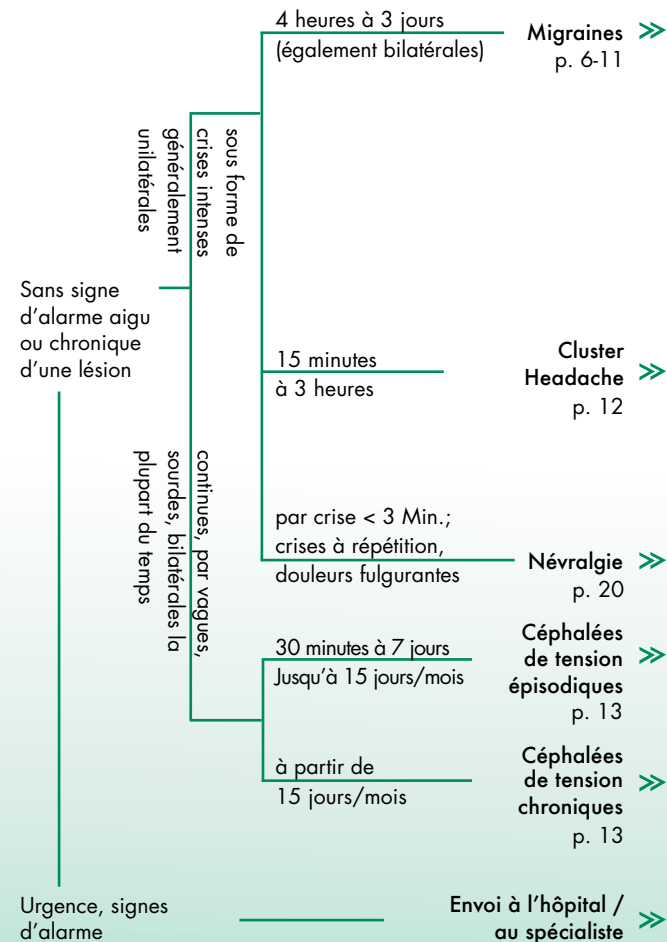 4 heures à 3 jours
(également bilatérales)
Migraines
p. 6-11
sous forme de
crises intenses
généralement
unilatérales
Sans signe
d'alarme aigu
ou chronique
d'une lésion
15 minutes
à 3 heures
Cluster
Headache
p. 12
continues, par vagues,
sourdes, bilatérales la
plupart du temps
par crise < 3 Min.;
crises à répétition,
douleurs fulgurantes
Névralgie
p. 20
30 minutes à 7 jours
Jusqu'à 15 jours/mois
Céphalées
de tension
épisodiques
p. 13
à partir de
15 jours/mois
Céphalées
de tension
chroniques
p. 13
Urgence, signes
d'alarme
Envoi à l'hôpital /
au spécialiste